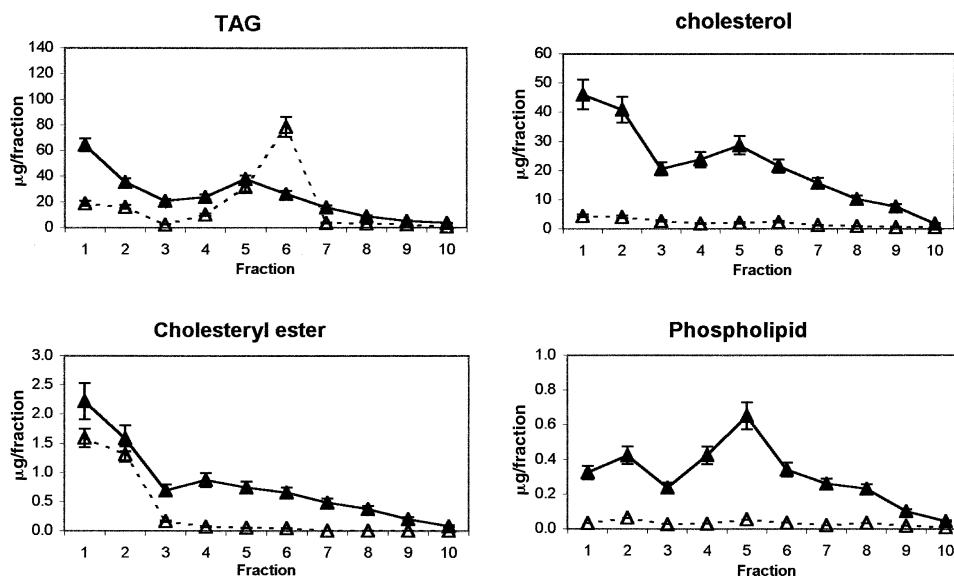 TAG
140
120
100
80
60
40
20
0
µg/fraction
1 2 3 4 5 6 7 8 9 10
Fraction
cholesterol
60
50
40
30
20
10
0
µg/fraction
1 2 3 4 5 6 7 8 9 10
Fraction
Cholesteryl ester
3.0
2.5
2.0
1.5
1.0
0.5
0.0
µg/fraction
1 2 3 4 5 6 7 8 9 10
Fraction
Phospholipid
1.0
0.8
0.6
0.4
0.2
0.0
µg/fraction
1 2 3 4 5 6 7 8 9 10
Fraction